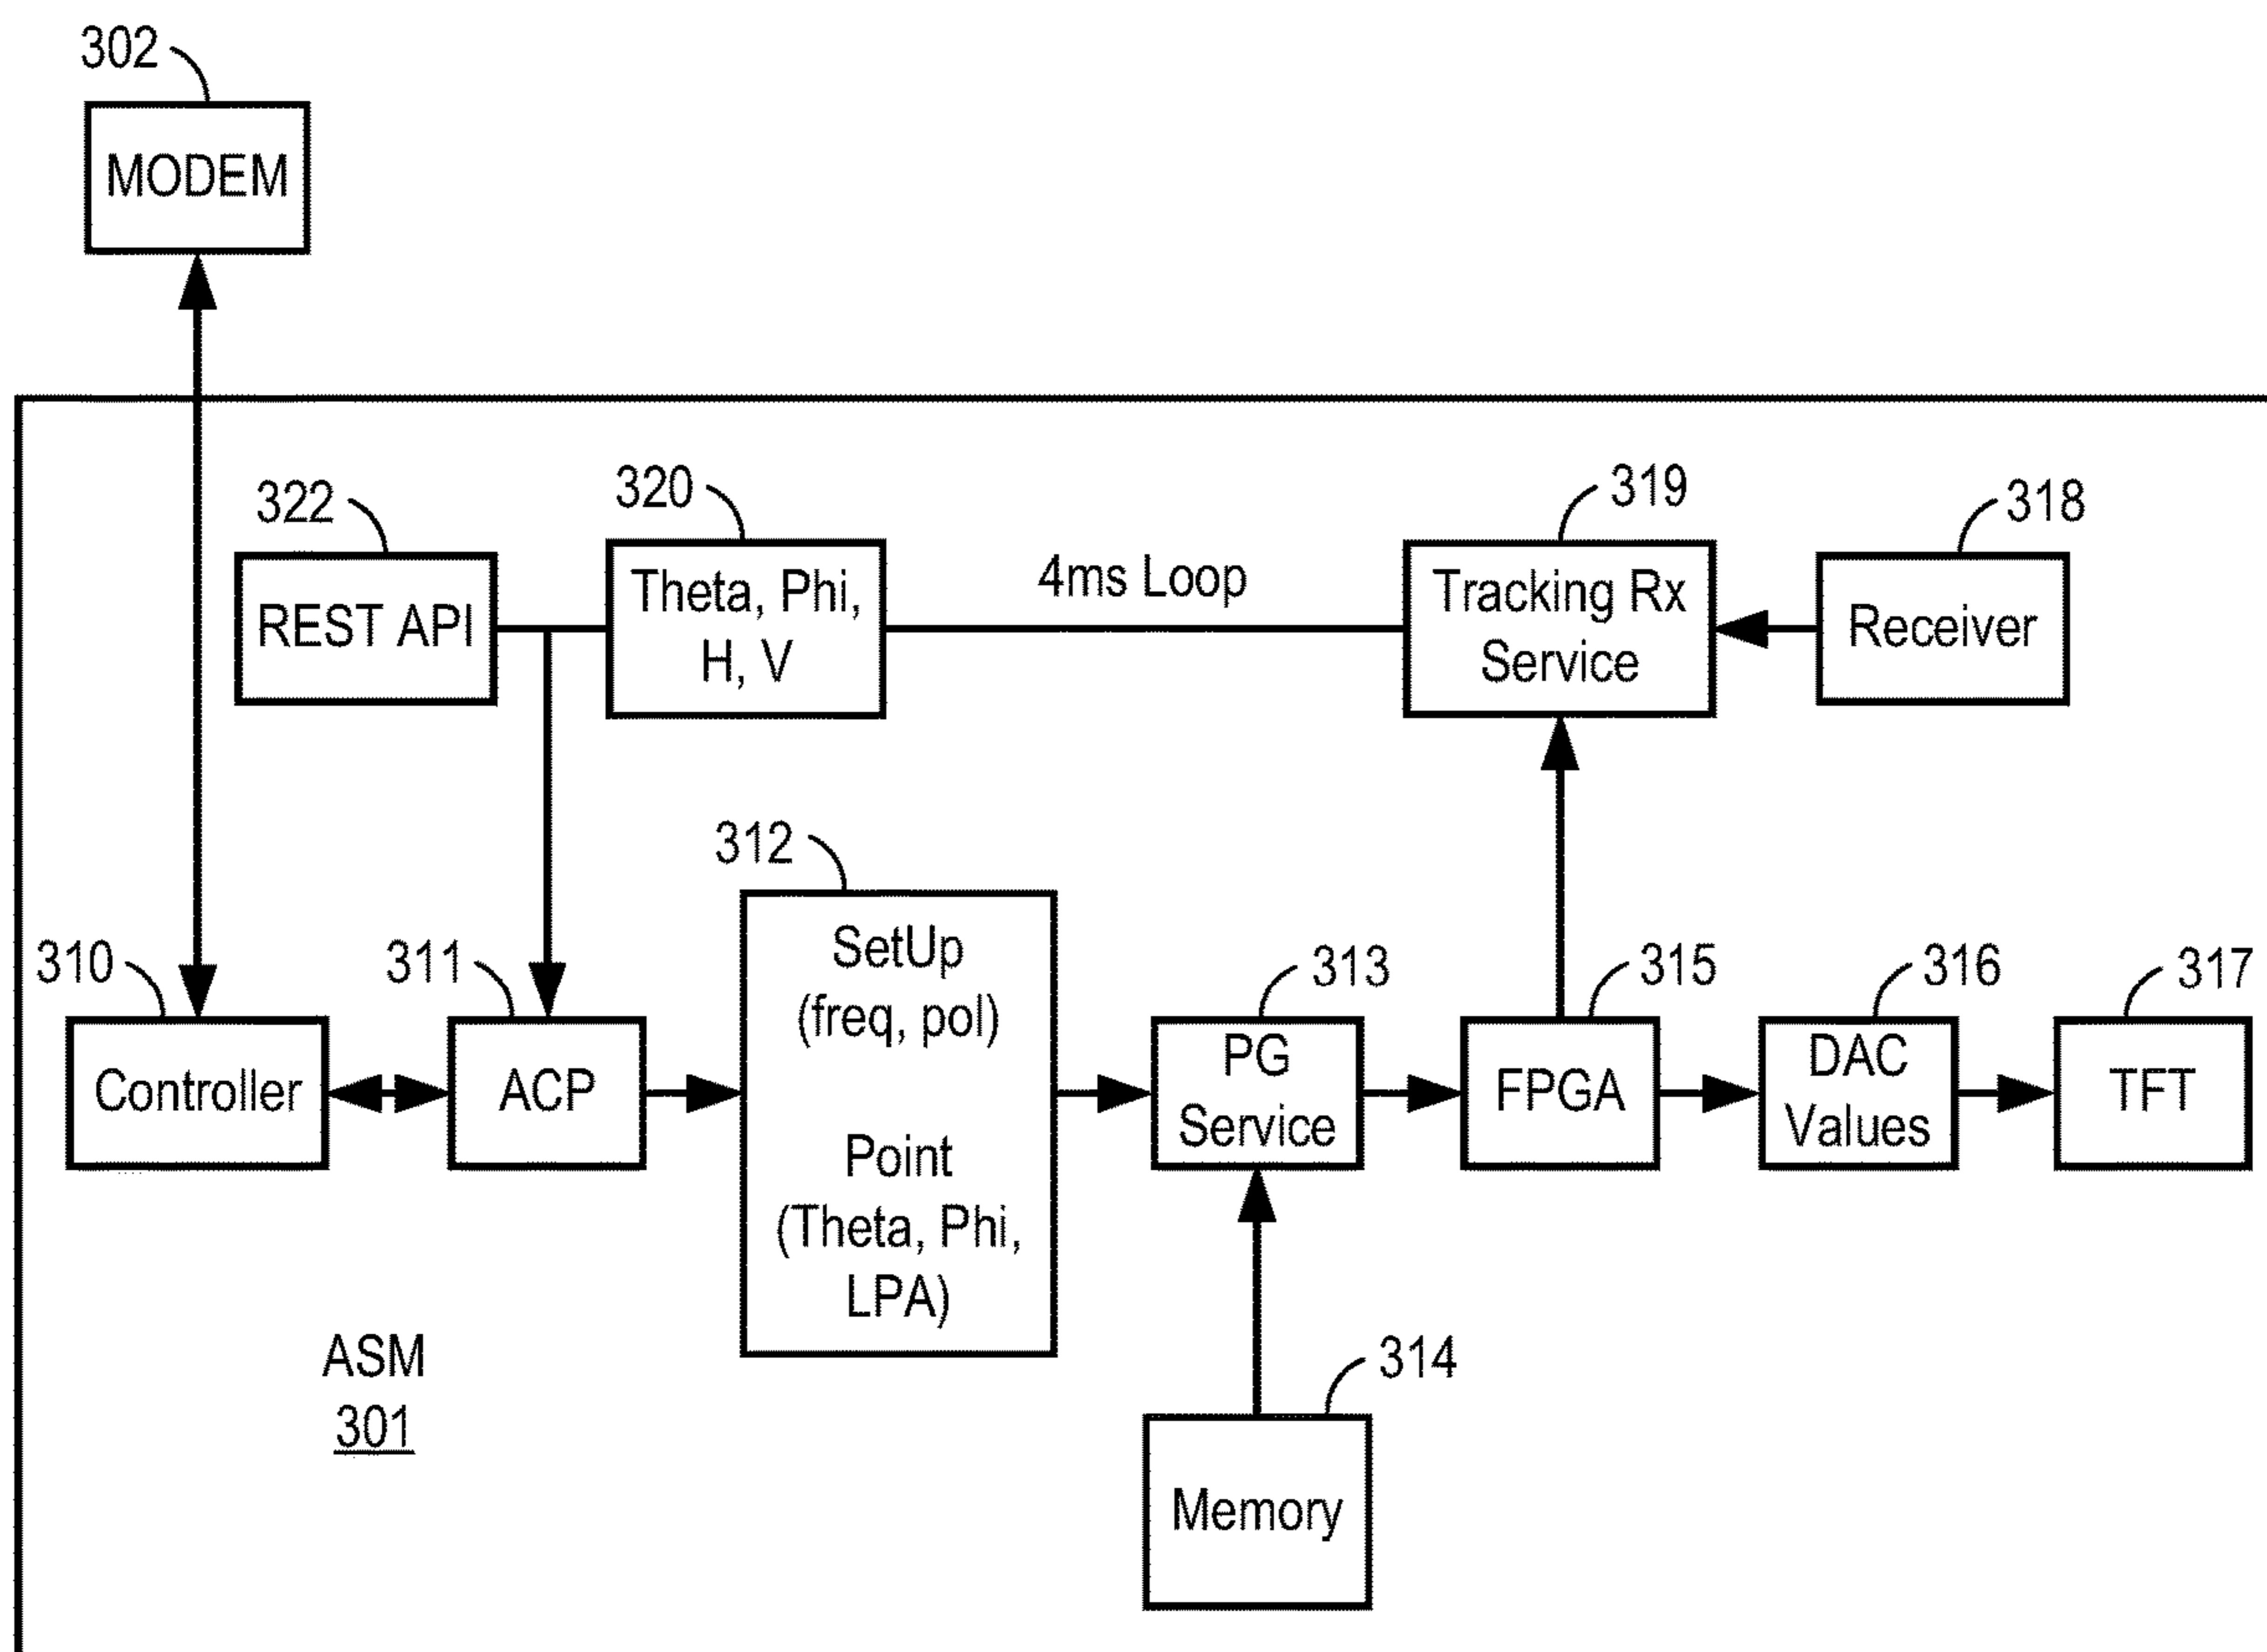 302
MODEM
322
320
319
318
REST API
Theta, Phi,
H, V
4ms Loop
Tracking Rx
Service
Receiver
312
310
311
313
315
316
317
Controller
ACP
SetUp
(freq, pol)
Point
(Theta, Phi,
LPA)
PG
Service
FPGA
DAC
Values
TFT
ASM
301
314
Memory